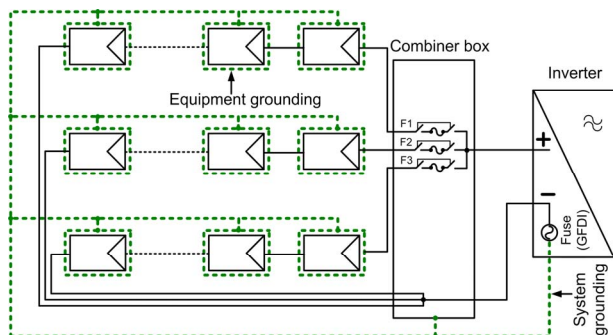 Combiner box
Inverter
Equipment grounding
F1
F2
F3
+
−
Fuse
(GFDI)
System
grounding